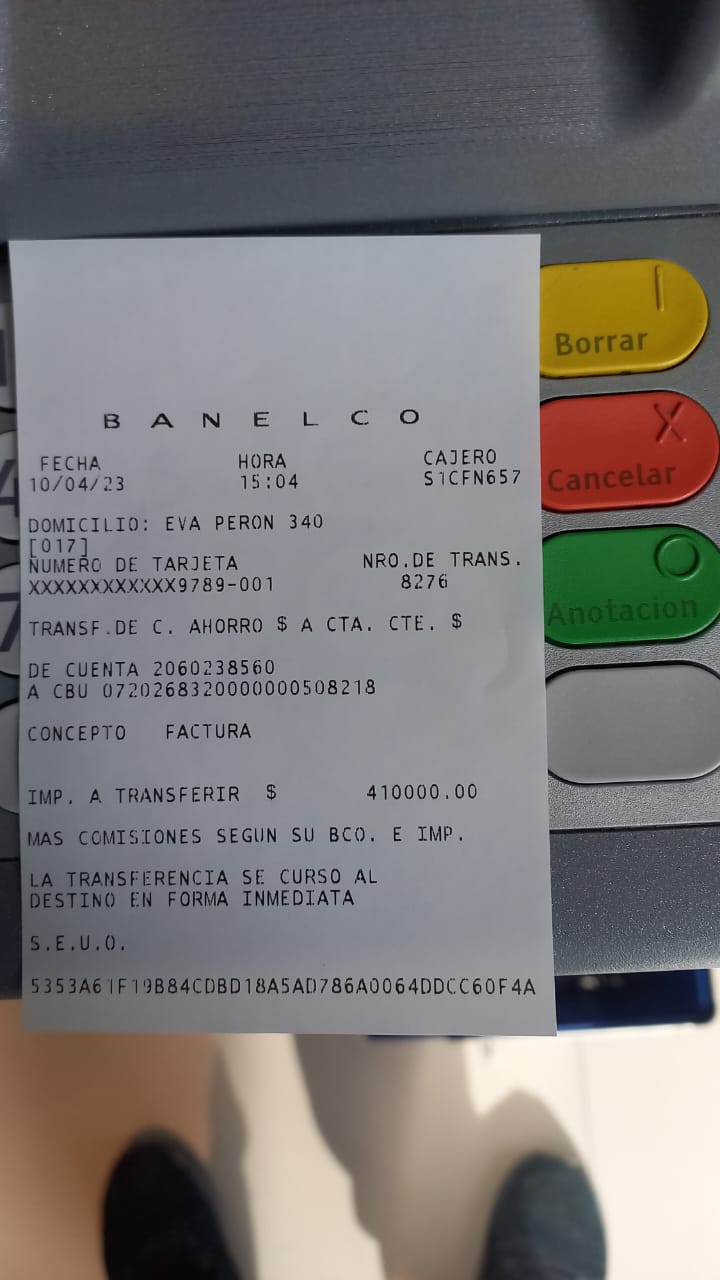 B A N E L C O
FECHA HORA CAJERO
10/04/23 15:04 S1CFN657
DOMICILIO: EVA PERON 340
[017]
NUMERO DE TARJETA NRO.DE TRANS.
XXXXXXXXXXXX9789-001 8276
TRANSF.DE C. AHORRO $ A CTA. CTE. $
DE CUENTA 2060238560
A CBU 0720268320000000508218
CONCEPTO FACTURA
IMP. A TRANSFERIR $ 410000.00
MAS COMISIONES SEGUN SU BCO. E IMP.
LA TRANSFERENCIA SE CURSO AL
DESTINO EN FORMA INMEDIATA
S.E.U.O.
5353A61F19B84CDBD18A5AD786A0064DDCC60F4A
Borrar
Cancelar
Anotacion